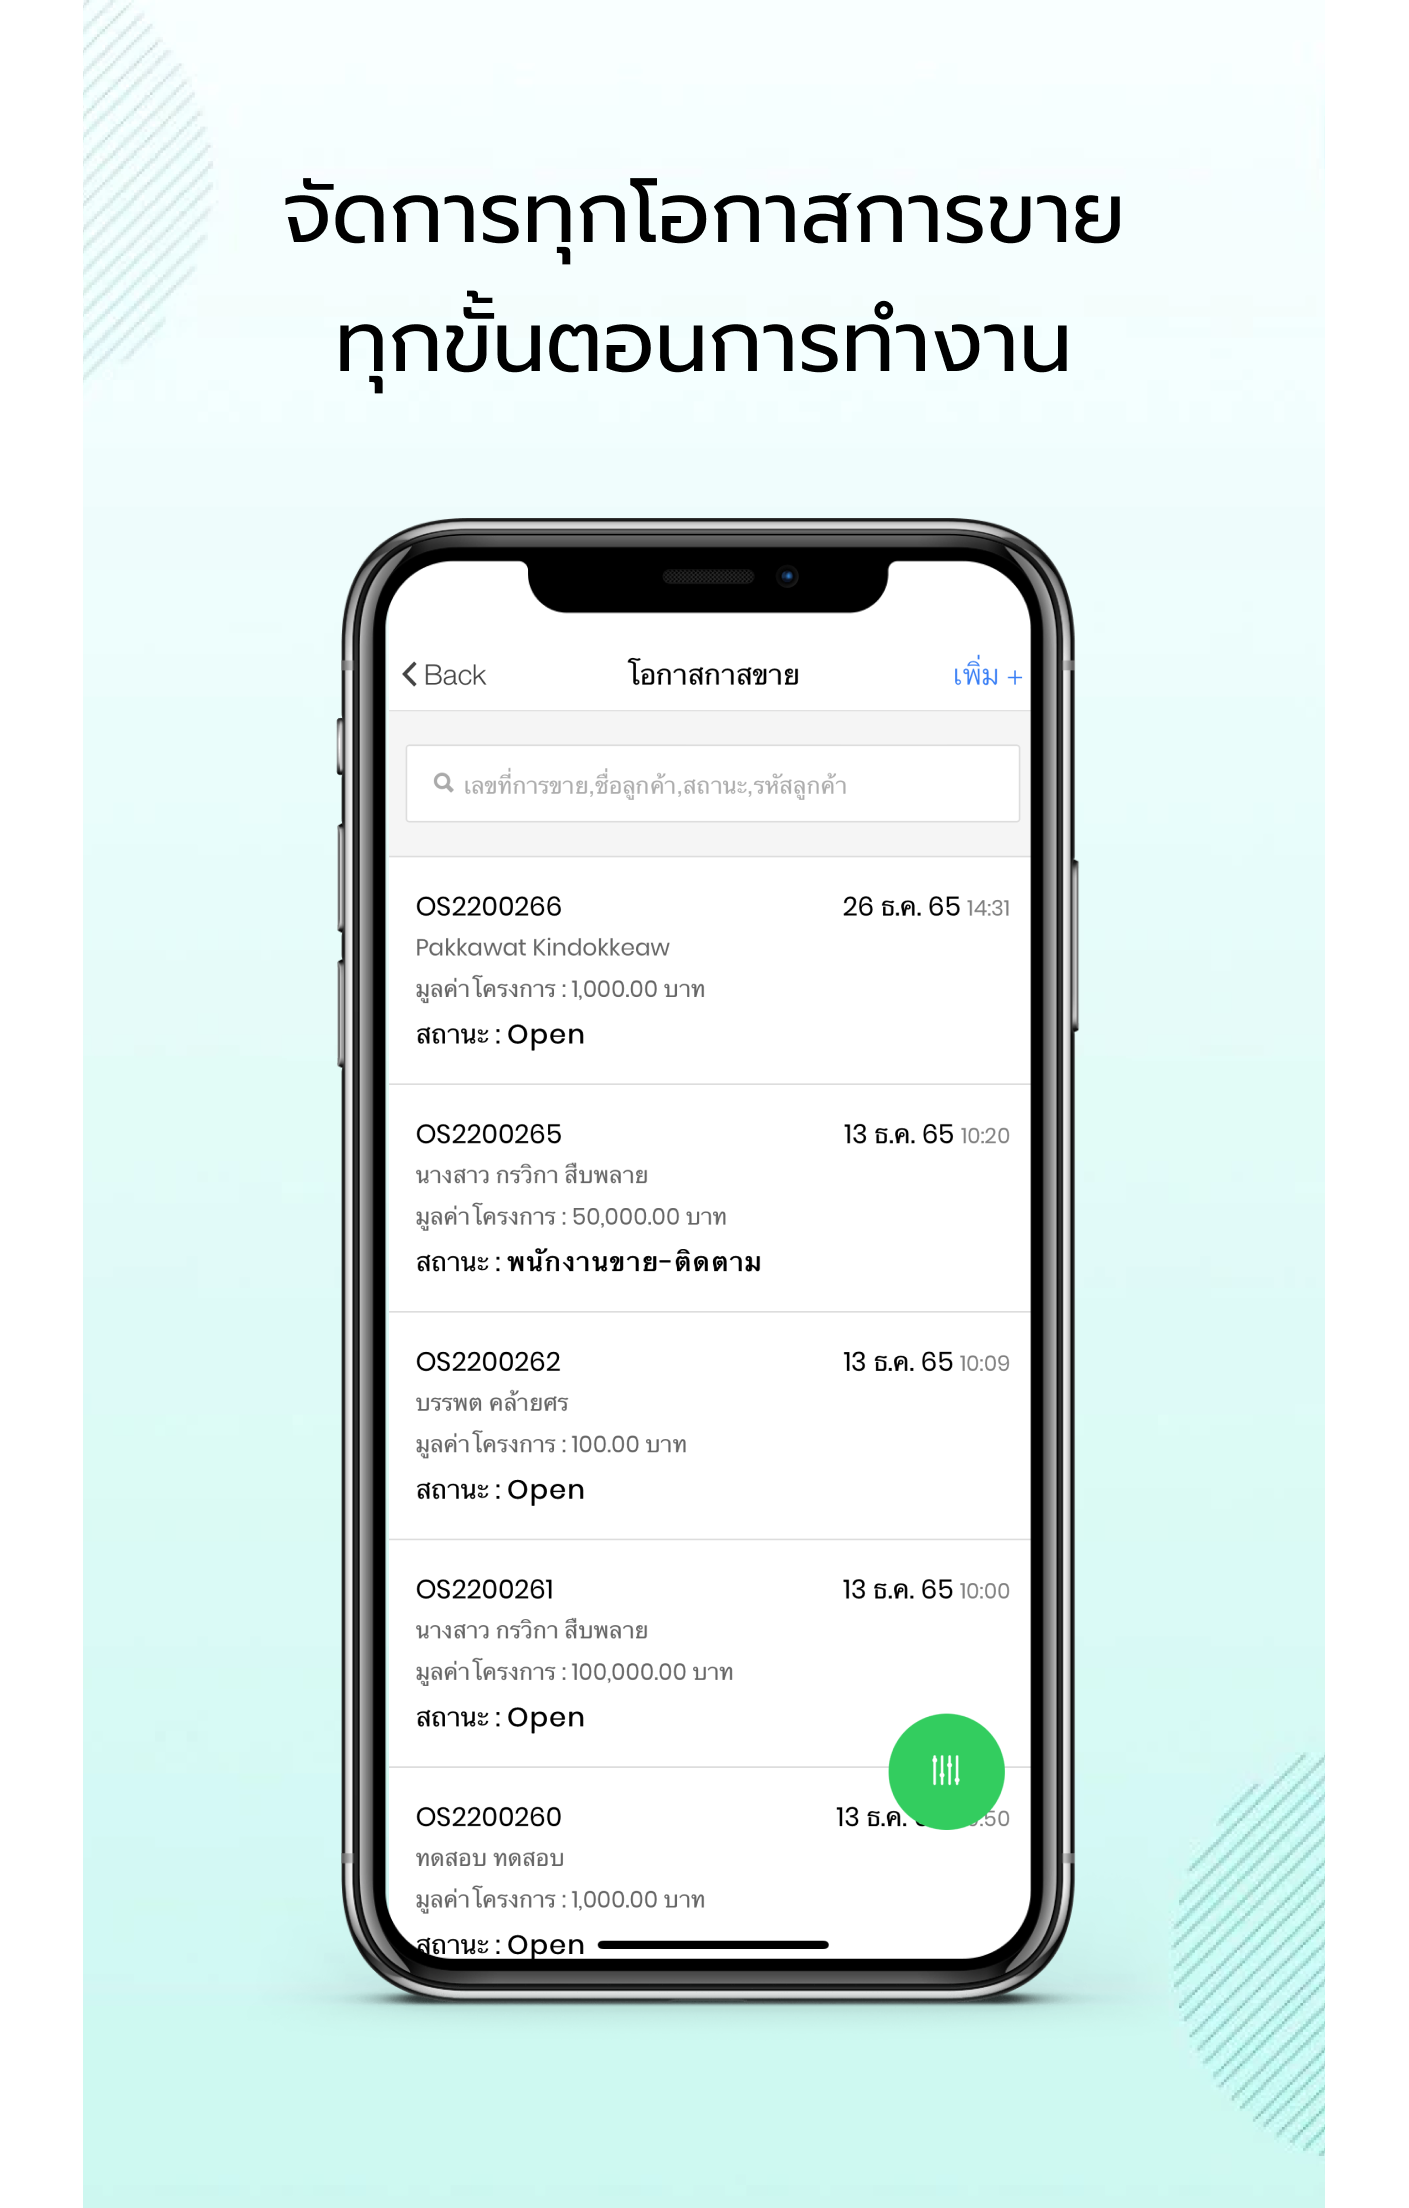 จัดการทุกโอกาสการขาย
ทุกขั้นตอนการทำงาน
Back
โอกาสกาสขาย
เพิ่ม +
เลขที่การขาย,ชื่อลูกค้า,สถานะ,รหัสลูกค้า
OS2200266 26 ธ.ค. 65 14:31
Pakkawat Kindokkeaw
มูลค่าโครงการ : 1,000.00 บาท
สถานะ : Open
OS2200265 13 ธ.ค. 65 10:20
นางสาว กรวิกา สืบพลาย
มูลค่าโครงการ : 50,000.00 บาท
สถานะ : พนักงานขาย-ติดตาม
OS2200262 13 ธ.ค. 65 10:09
บรรพต คล้ายศร
มูลค่าโครงการ : 100.00 บาท
สถานะ : Open
OS2200261 13 ธ.ค. 65 10:00
นางสาว กรวิกา สืบพลาย
มูลค่าโครงการ : 100,000.00 บาท
สถานะ : Open
OS2200260 13 ธ.ค. :50
ทดสอบ ทดสอบ
มูลค่าโครงการ : 1,000.00 บาท
สถานะ : Open